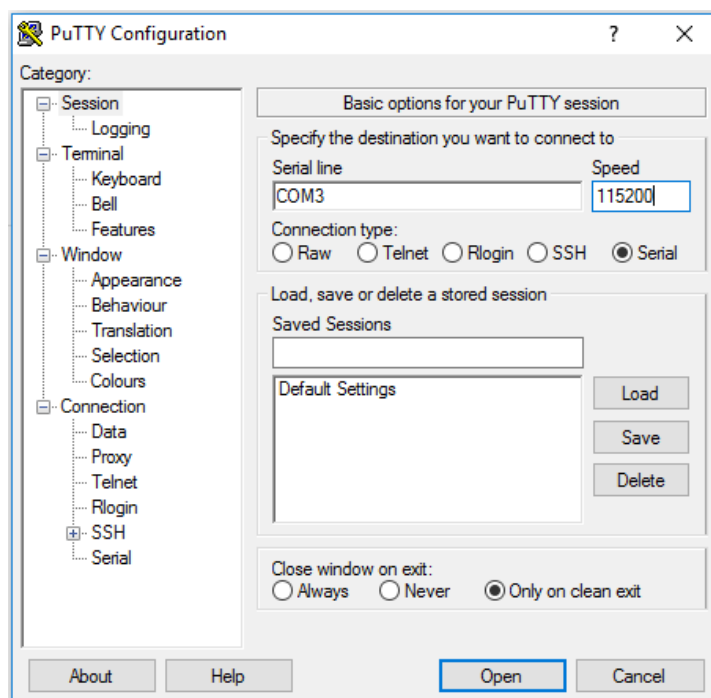 PuTTY Configuration
Category:
Session
Logging
Terminal
Keyboard
Bell
Features
Window
Appearance
Behaviour
Translation
Selection
Colours
Connection
Data
Proxy
Telnet
Rlogin
SSH
Serial
Basic options for your PuTTY session
Specify the destination you want to connect to
Serial line Speed
COM3 115200
Connection type:
Raw Telnet Rlogin SSH Serial
Load, save or delete a stored session
Saved Sessions
Default Settings
Load
Save
Delete
Close window on exit:
Always Never Only on clean exit
About Help Open Cancel